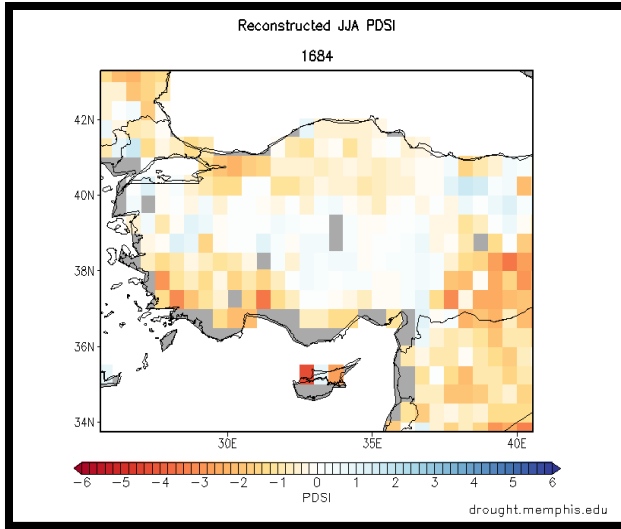 Reconstructed JJA PDSI
1684
42N
40N
38N
36N
34N
30E 35E 40E
−6 −5 −4 −3 −2 −1 0 1 2 3 4 5 6
PDSI
drought.memphis.edu